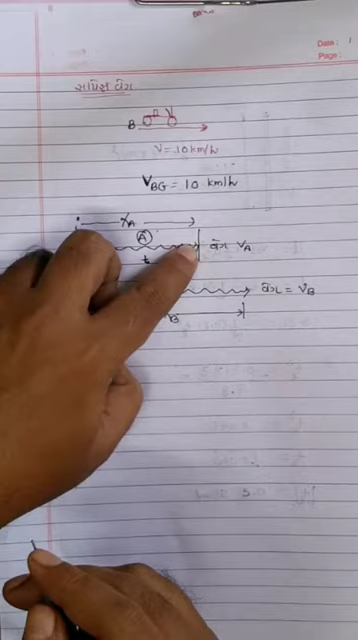 Date:
Page:
સાપેક્ષ વેગ
B
V = 10 km/h
V_BG = 10 km/h
x_A
A
વેગ V_A
t
વેગ = V_B
B